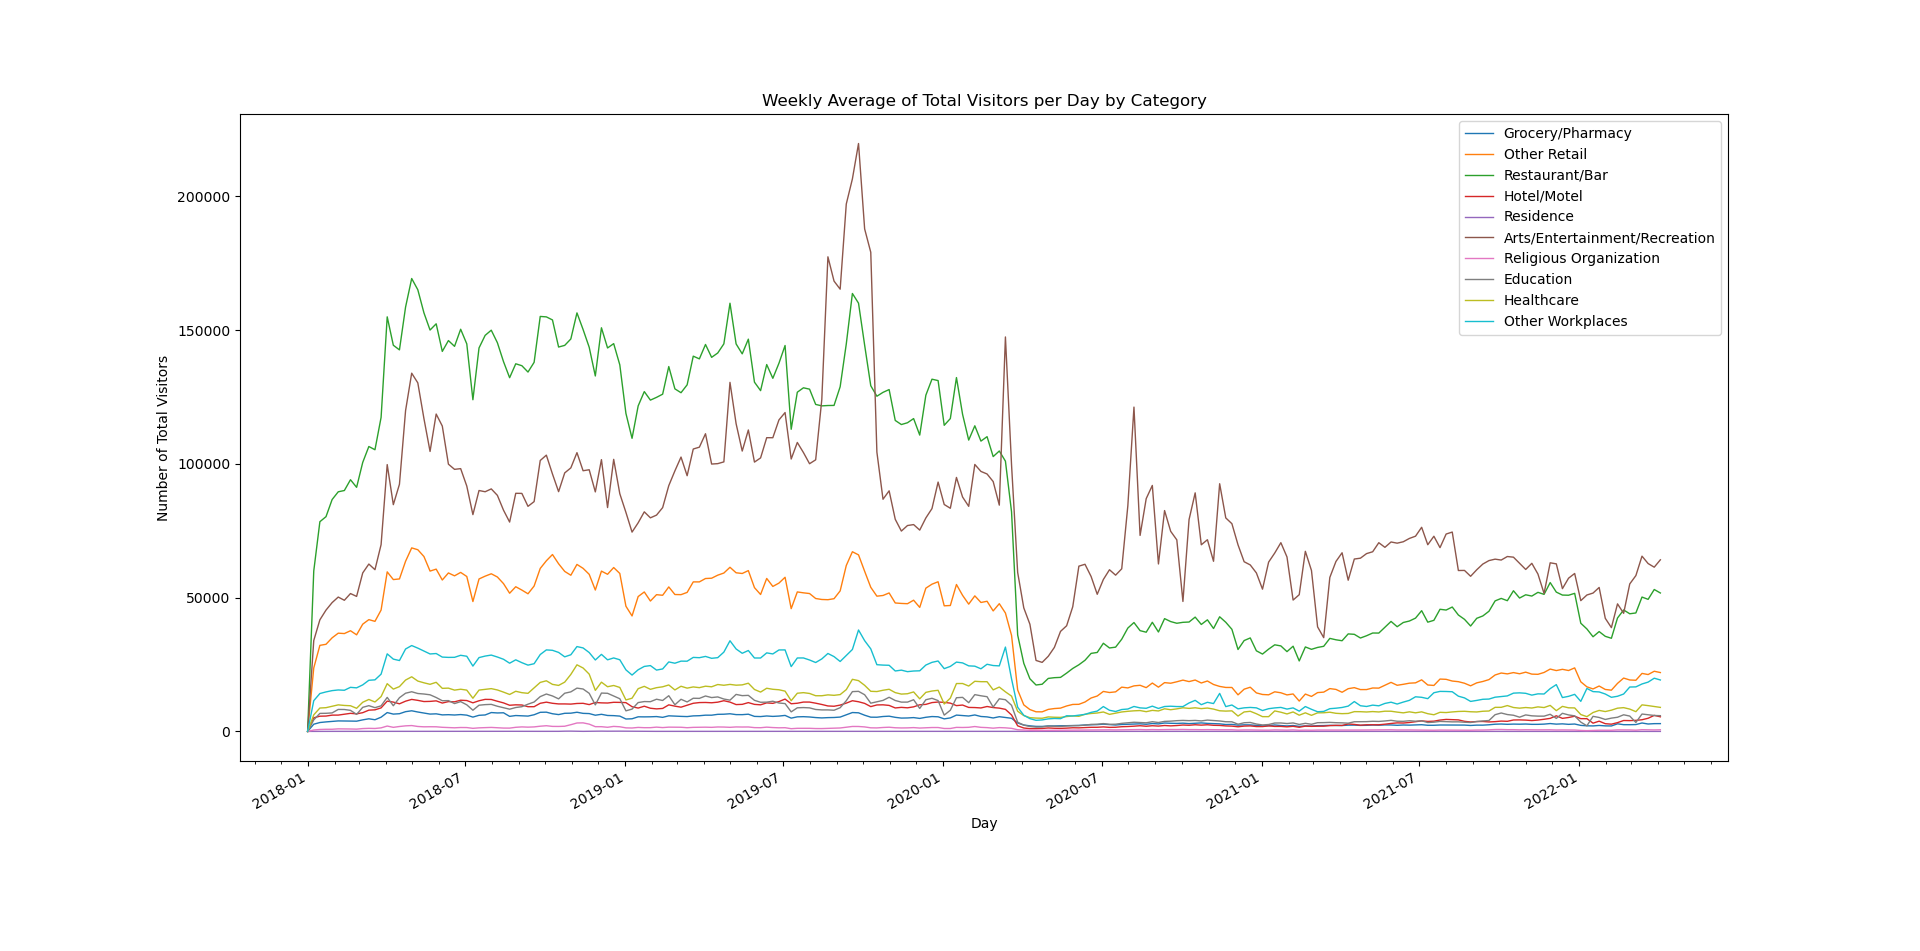 Weekly Average of Total Visitors per Day by Category
Grocery/Pharmacy
Other Retail
Restaurant/Bar
Hotel/Motel
Residence
Arts/Entertainment/Recreation
Religious Organization
Education
Healthcare
Other Workplaces
Number of Total Visitors
200000
150000
100000
50000
0
2018-01
2018-07
2019-01
2019-07
2020-01
2020-07
2021-01
2021-07
2022-01
Day